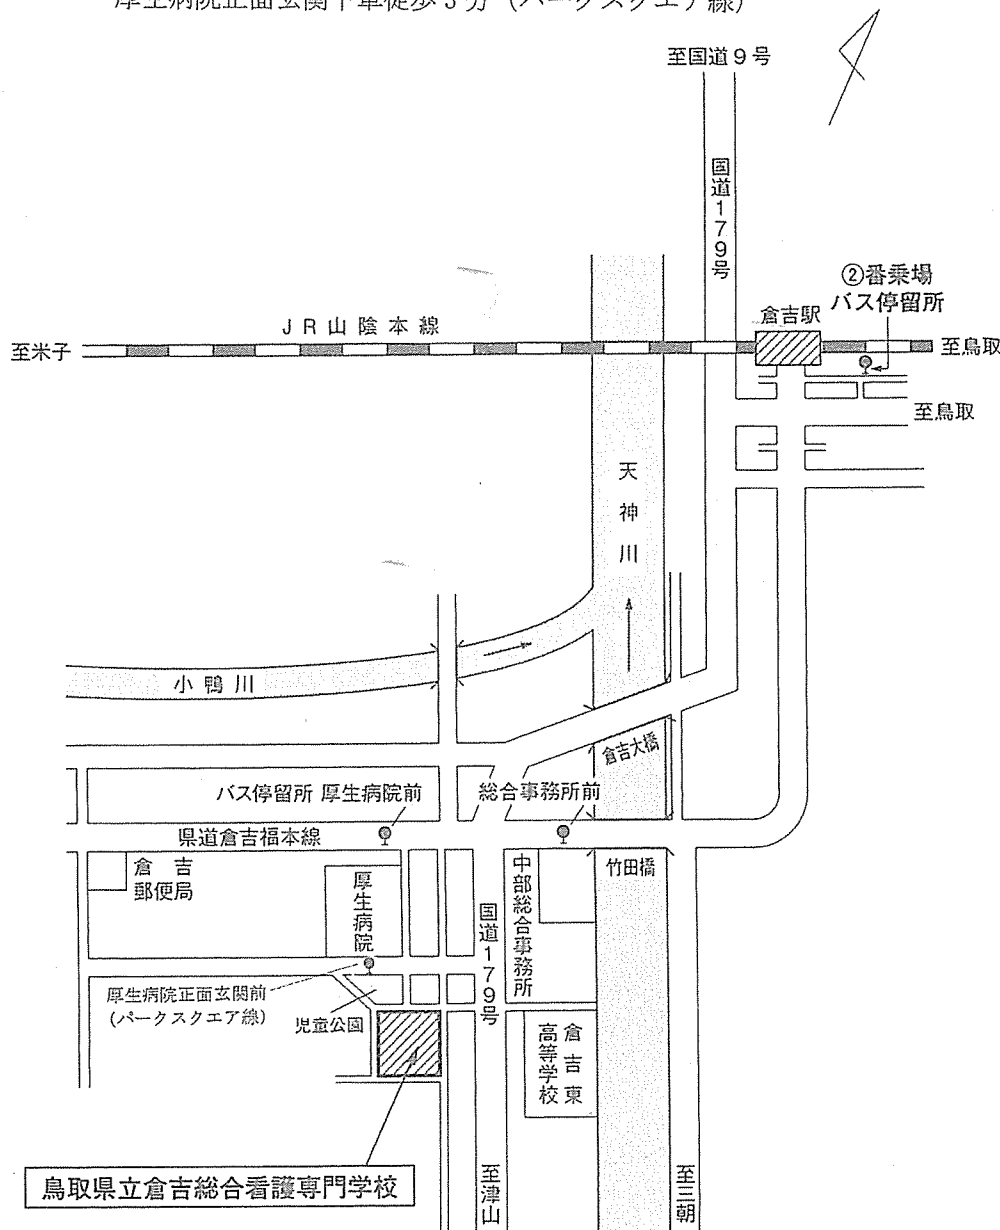 厚生病院正面玄関下車徒歩3分(パークスクエア線)
至国道9号
国道179号
②番乗場
バス停留所
倉吉駅
JR山陰本線
至米子
至鳥取
至鳥取
天神川
小鴨川
倉吉大橋
バス停留所 厚生病院前
総合事務所前
県道倉吉福本線
倉吉
郵便局
厚生病院
中部総合事務所
竹田橋
国道179号
厚生病院正面玄関前
(パークスクエア線)
児童公園
倉吉東
高等学校
鳥取県立倉吉総合看護専門学校
至津山
至三朝